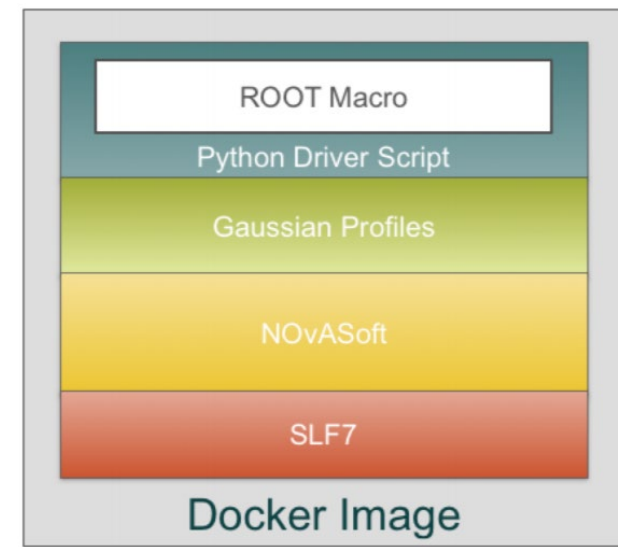 ROOT Macro
Python Driver Script
Gaussian Profiles
NOvASoft
SLF7
Docker Image